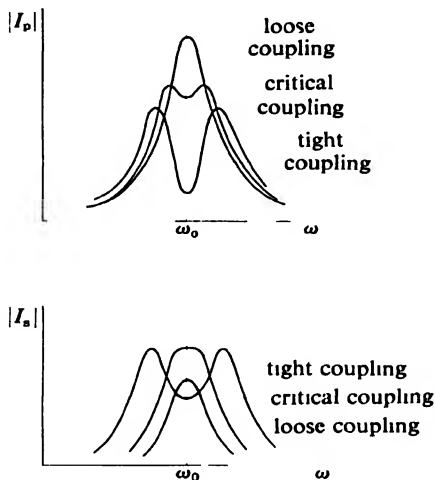 |Iₚ|
loose
coupling
critical
coupling
tight
coupling
ω₀
ω
|Iₛ|
tight coupling
critical coupling
loose coupling
ω₀
ω